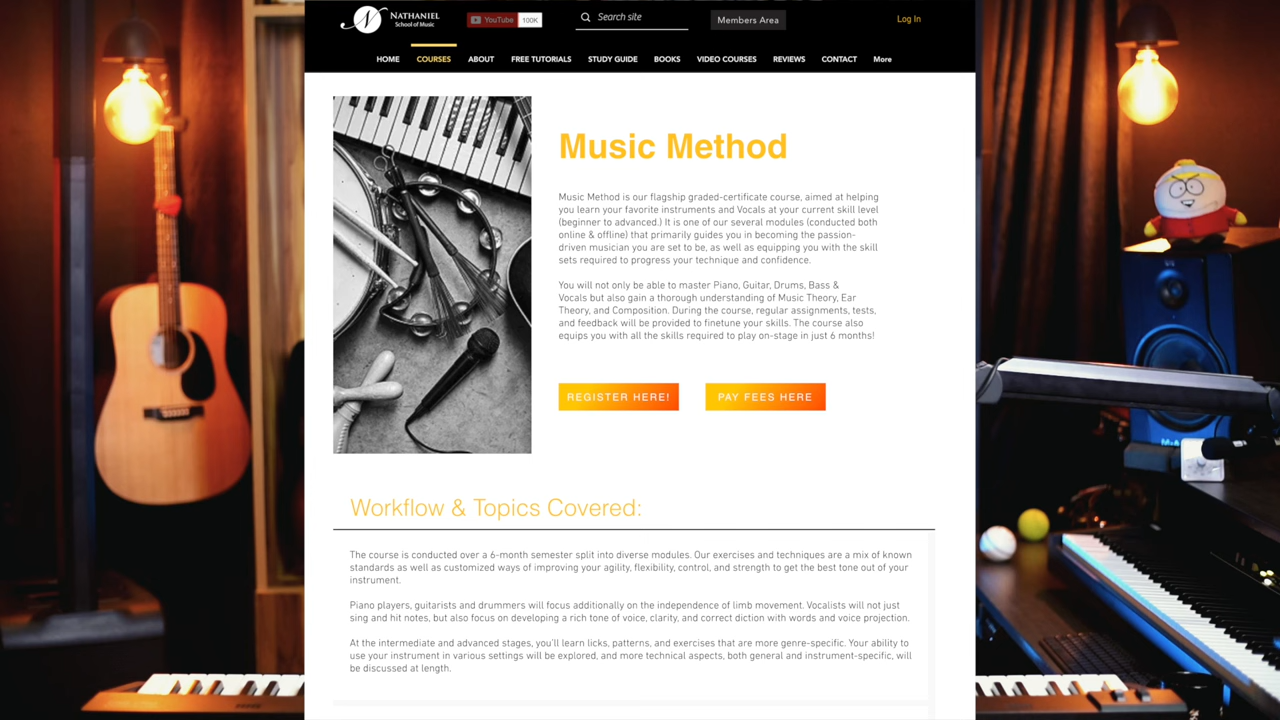 NATHANIEL
School of Music
YouTube 100K
Search site
Members Area
Log In
HOME COURSES ABOUT FREE TUTORIALS STUDY GUIDE BOOKS VIDEO COURSES REVIEWS CONTACT More
Music Method
Music Method is our flagship graded-certificate course, aimed at helping
you learn your favorite instruments and Vocals at your current skill level
(beginner to advanced.) It is one of our several modules (conducted both
online & offline) that primarily guides you in becoming the passion-
driven musician you are set to be, as well as equipping you with the skill
sets required to progress your technique and confidence.
You will not only be able to master Piano, Guitar, Drums, Bass &
Vocals but also gain a thorough understanding of Music Theory, Ear
Theory, and Composition. During the course, regular assignments, tests,
and feedback will be provided to finetune your skills. The course also
equips you with all the skills required to play on-stage in just 6 months!
REGISTER HERE! PAY FEES HERE
Workflow & Topics Covered:
The course is conducted over a 6-month semester split into diverse modules. Our exercises and techniques are a mix of known
standards as well as customized ways of improving your agility, flexibility, control, and strength to get the best tone out of your
instrument.
Piano players, guitarists and drummers will focus additionally on the independence of limb movement. Vocalists will not just
sing and hit notes, but also focus on developing a rich tone of voice, clarity, and correct diction with words and voice projection.
At the intermediate and advanced stages, you'll learn licks, patterns, and exercises that are more genre-specific. Your ability to
use your instrument in various settings will be explored, and more technical aspects, both general and instrument-specific, will
be discussed at length.